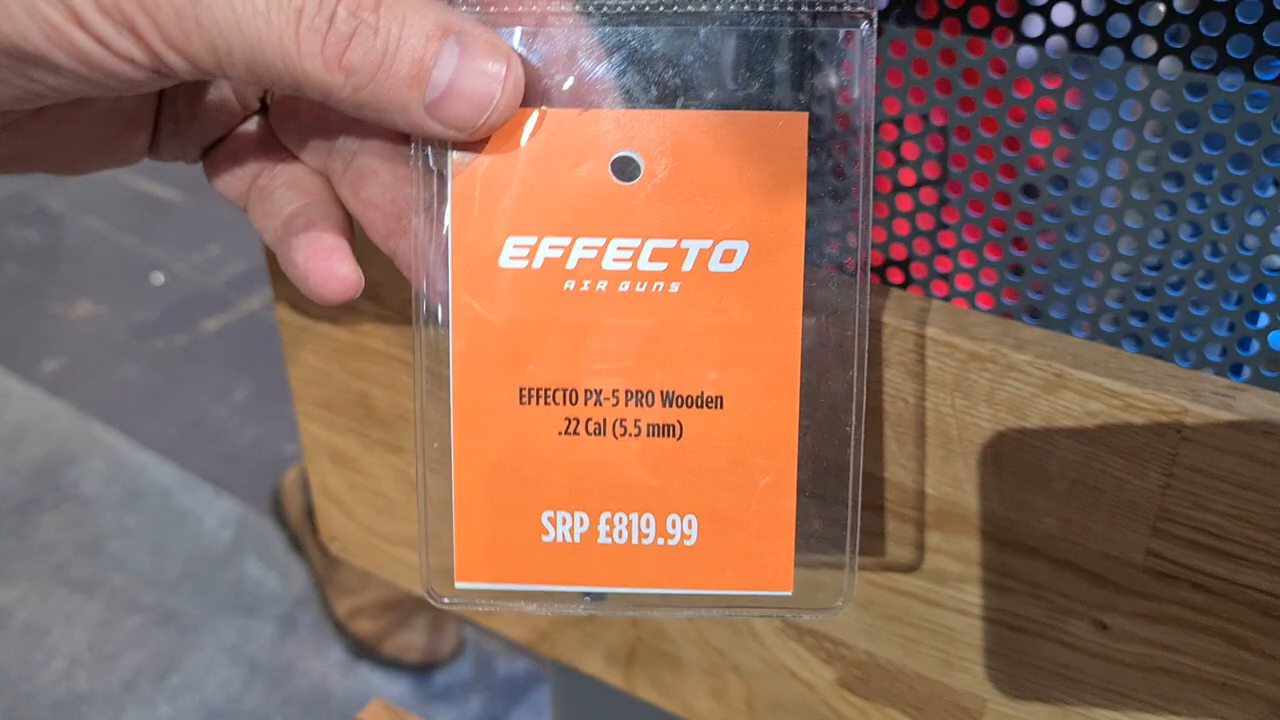 EFFECTO
AIR GUNS
EFFECTO PX-5 PRO Wooden
.22 Cal (5.5 mm)
SRP £819.99